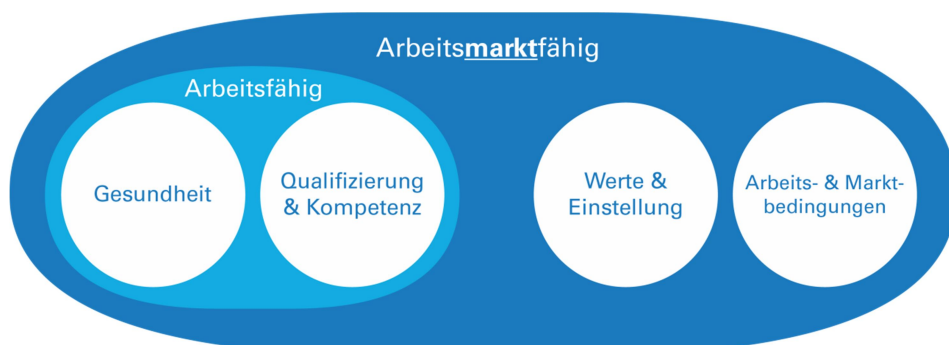 Arbeitsmarktfähig
Arbeitsfähig
Gesundheit
Qualifizierung
& Kompetenz
Werte &
Einstellung
Arbeits- & Markt-
bedingungen